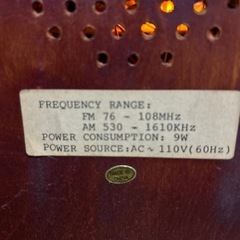 FREQUENCY RANGE:
FM 76 - 108MHz
AM 530 - 1610KHz
POWER CONSUMPTION: 9W
POWER SOURCE:AC~110V(60Hz)